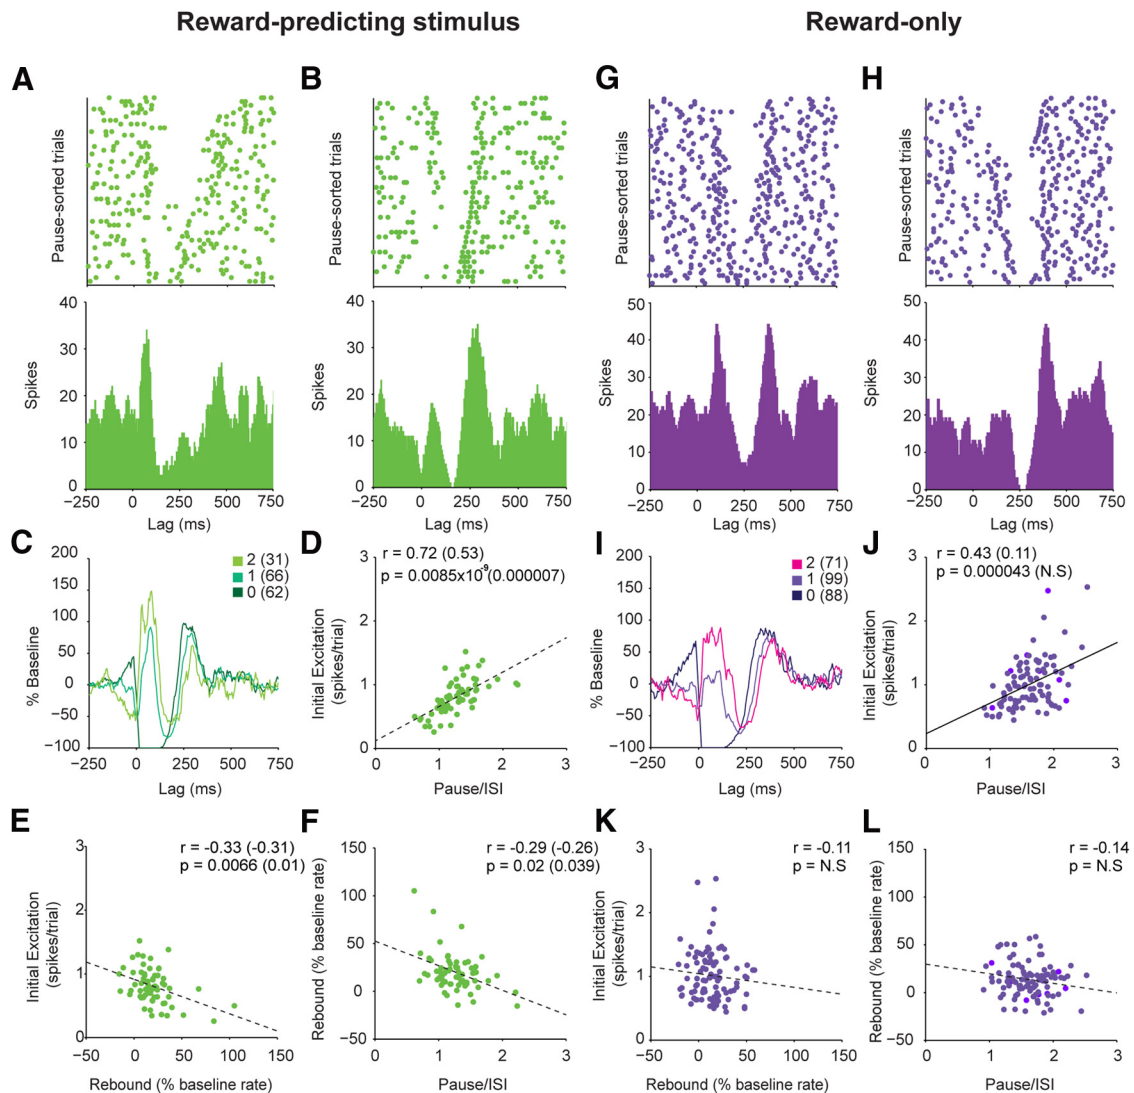 Reward-predicting stimulus
Reward-only
A
Pause-sorted trials
40
30
20
10
0
Spikes
−250 0 250 500 750
Lag (ms)
B
Pause-sorted trials
40
30
20
10
0
Spikes
−250 0 250 500 750
Lag (ms)
G
Pause-sorted trials
50
40
30
20
10
0
Spikes
−250 0 250 500 750
Lag (ms)
H
Pause-sorted trials
50
40
30
20
10
0
Spikes
−250 0 250 500 750
Lag (ms)
C
200
150
100
50
0
−50
−100
% Baseline
2 (31)
1 (66)
0 (62)
−250 0 250 500 750
Lag (ms)
D
r = 0.72 (0.53)
p = 0.0085x10-9(0.000007)
3
2
1
0
Initial Excitation
(spikes/trial)
0 1 2 3
Pause/ISI
I
200
150
100
50
0
−50
−100
% Baseline
2 (71)
1 (99)
0 (88)
−250 0 250 500 750
Lag (ms)
J
r = 0.43 (0.11)
p = 0.000043 (N.S)
3
2
1
0
Initial Excitation
(spikes/trial)
0 1 2 3
Pause/ISI
E
r = -0.33 (-0.31)
p = 0.0066 (0.01)
3
2
1
0
Initial Excitation
(spikes/trial)
−50 0 50 100 150
Rebound (% baseline rate)
F
r = -0.29 (-0.26)
p = 0.02 (0.039)
150
100
50
0
−50
Rebound (% baseline rate)
0 1 2 3
Pause/ISI
K
r = -0.11
p = N.S
3
2
1
0
Initial Excitation
(spikes/trial)
−50 0 50 100 150
Rebound (% baseline rate)
L
r = -0.14
p = N.S
150
100
50
0
−50
Rebound (% baseline rate)
0 1 2 3
Pause/ISI